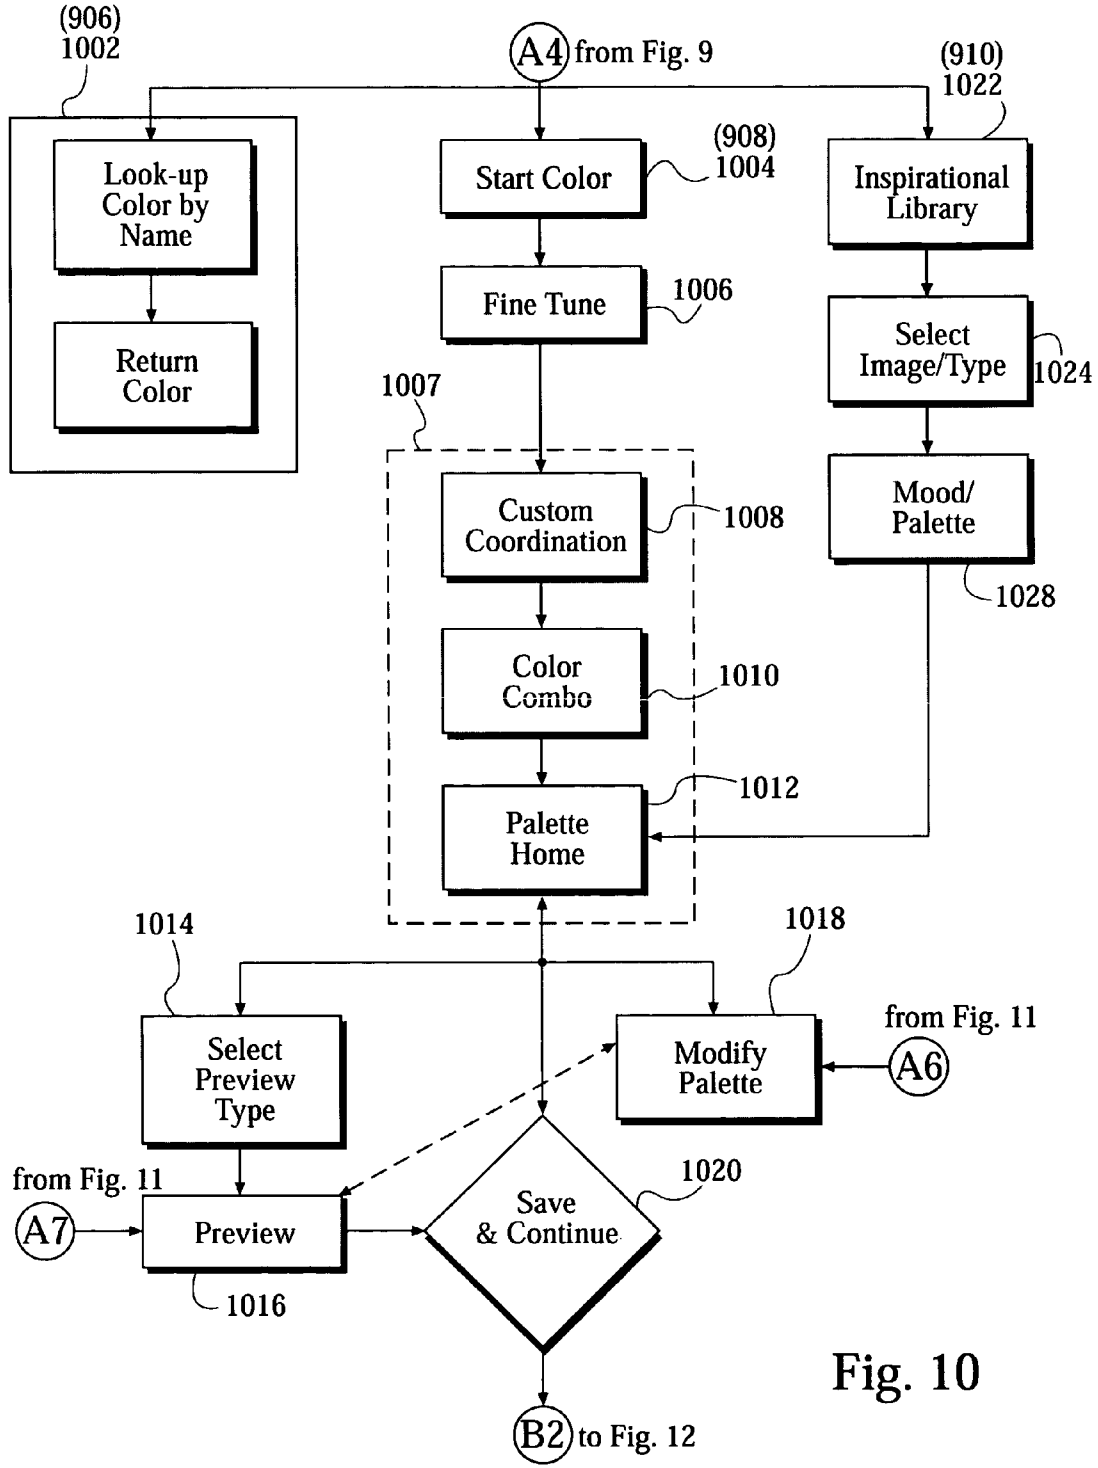 (906)
1002
A4 from Fig. 9
(910)
1022
(908)
1004
Look-up
Color by
Name
Start Color
Inspirational
Library
Fine Tune
1006
Return
Color
Select
Image/Type
1024
1007
Custom
Coordination
1008
Mood/
Palette
1028
Color
Combo
1010
Palette
Home
1012
1014
1018
Select
Preview
Type
Modify
Palette
from Fig. 11
A6
from Fig. 11
A7
Preview
1016
Save
& Continue
1020
B2 to Fig. 12
Fig. 10